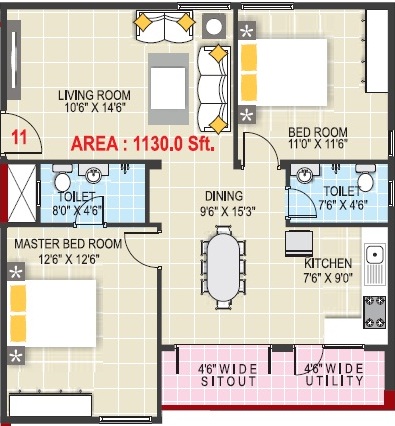 LIVING ROOM
10'6" X 14'6"
11
AREA : 1130.0 Sft.
BED ROOM
11'0" X 11'6"
TOILET
8'0" X 4'6"
DINING
9'6" X 15'3"
TOILET
7'6" X 4'6"
MASTER BED ROOM
12'6" X 12'6"
KITCHEN
7'6" X 9'0"
4'6" WIDE
SITOUT
4'6" WIDE
UTILITY